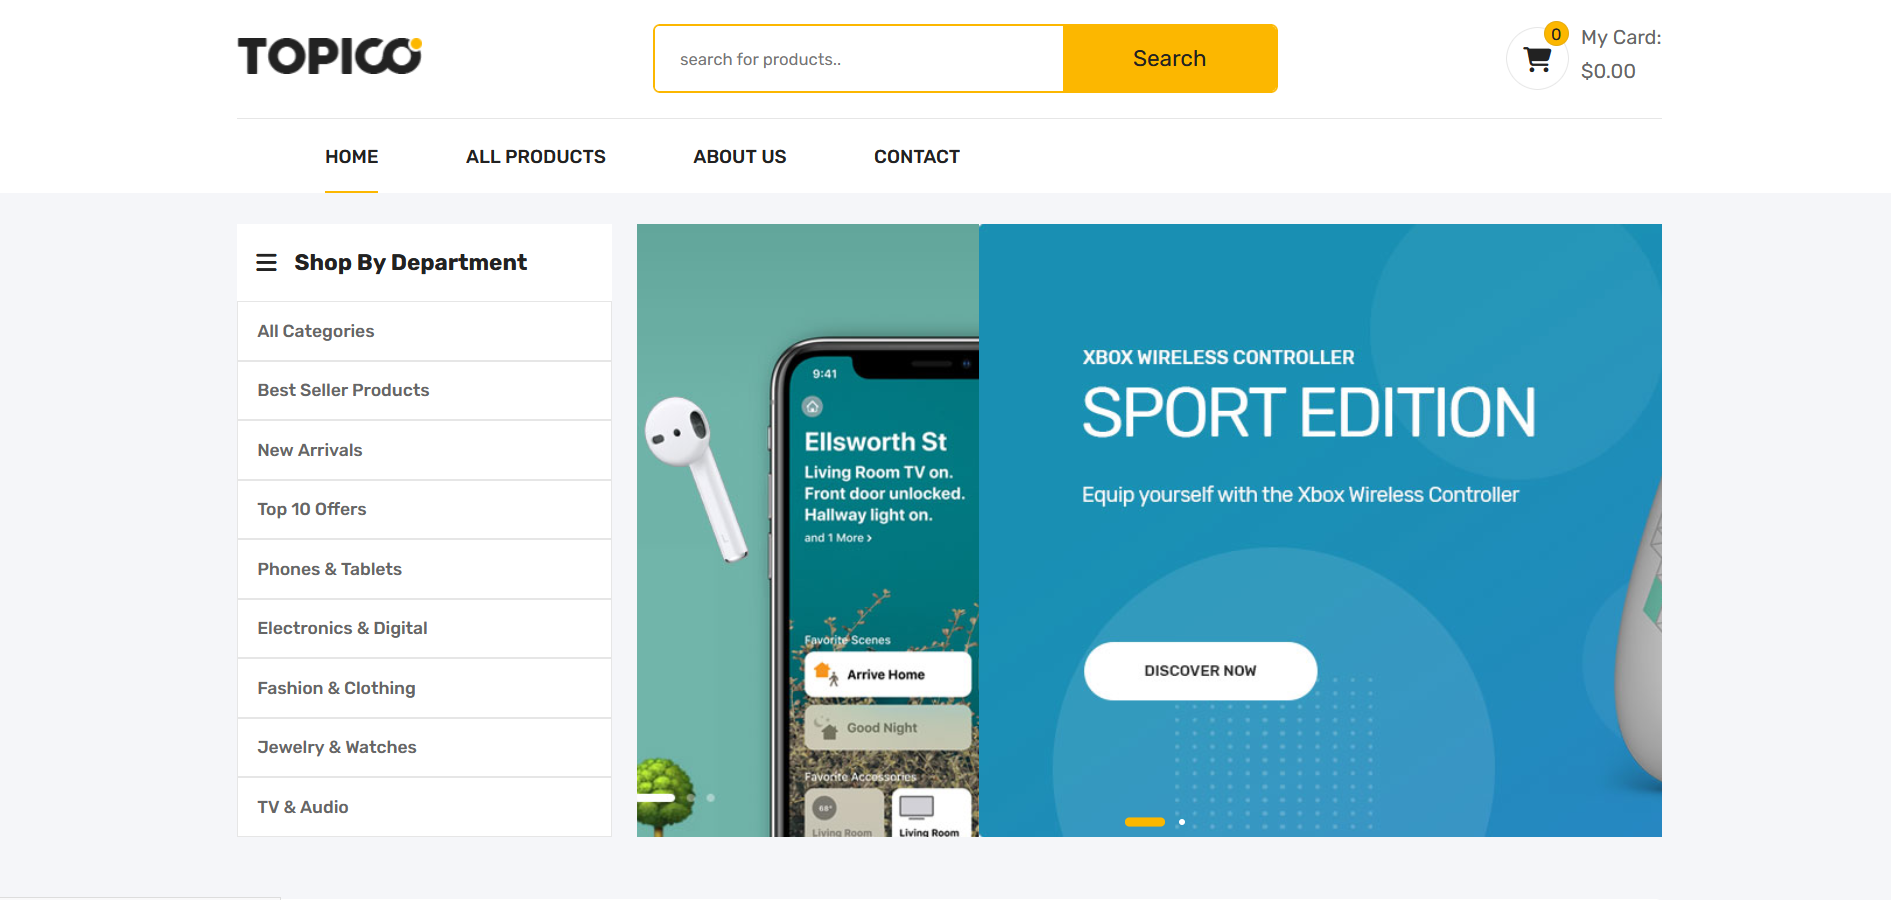 TOPICO
search for products..
Search
0
My Card:
$0.00
HOME
ALL PRODUCTS
ABOUT US
CONTACT
Shop By Department
All Categories
Best Seller Products
New Arrivals
Top 10 Offers
Phones & Tablets
Electronics & Digital
Fashion & Clothing
Jewelry & Watches
TV & Audio
9:41
Ellsworth St
Living Room TV on.
Front door unlocked.
Hallway light on.
and 1 More >
Favorite Scenes
Arrive Home
Good Night
Favorite Accessories
68°
Living Room
Living Room
XBOX WIRELESS CONTROLLER
SPORT EDITION
Equip yourself with the Xbox Wireless Controller
DISCOVER NOW